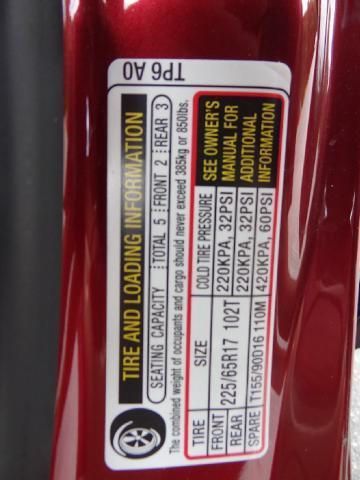 TP6 A0
TIRE AND LOADING INFORMATION
SEATING CAPACITY TOTAL 5 FRONT 2 REAR 3
The combined weight of occupants and cargo should never exceed 385kg or 850lbs.
TIRE SIZE COLD TIRE PRESSURE
FRONT 225/65R17 102T 220KPA, 32PSI
REAR 220KPA, 32PSI
SPARE T155/90D16 110M 420KPA, 60PSI
SEE OWNER'S
MANUAL FOR
ADDITIONAL
INFORMATION